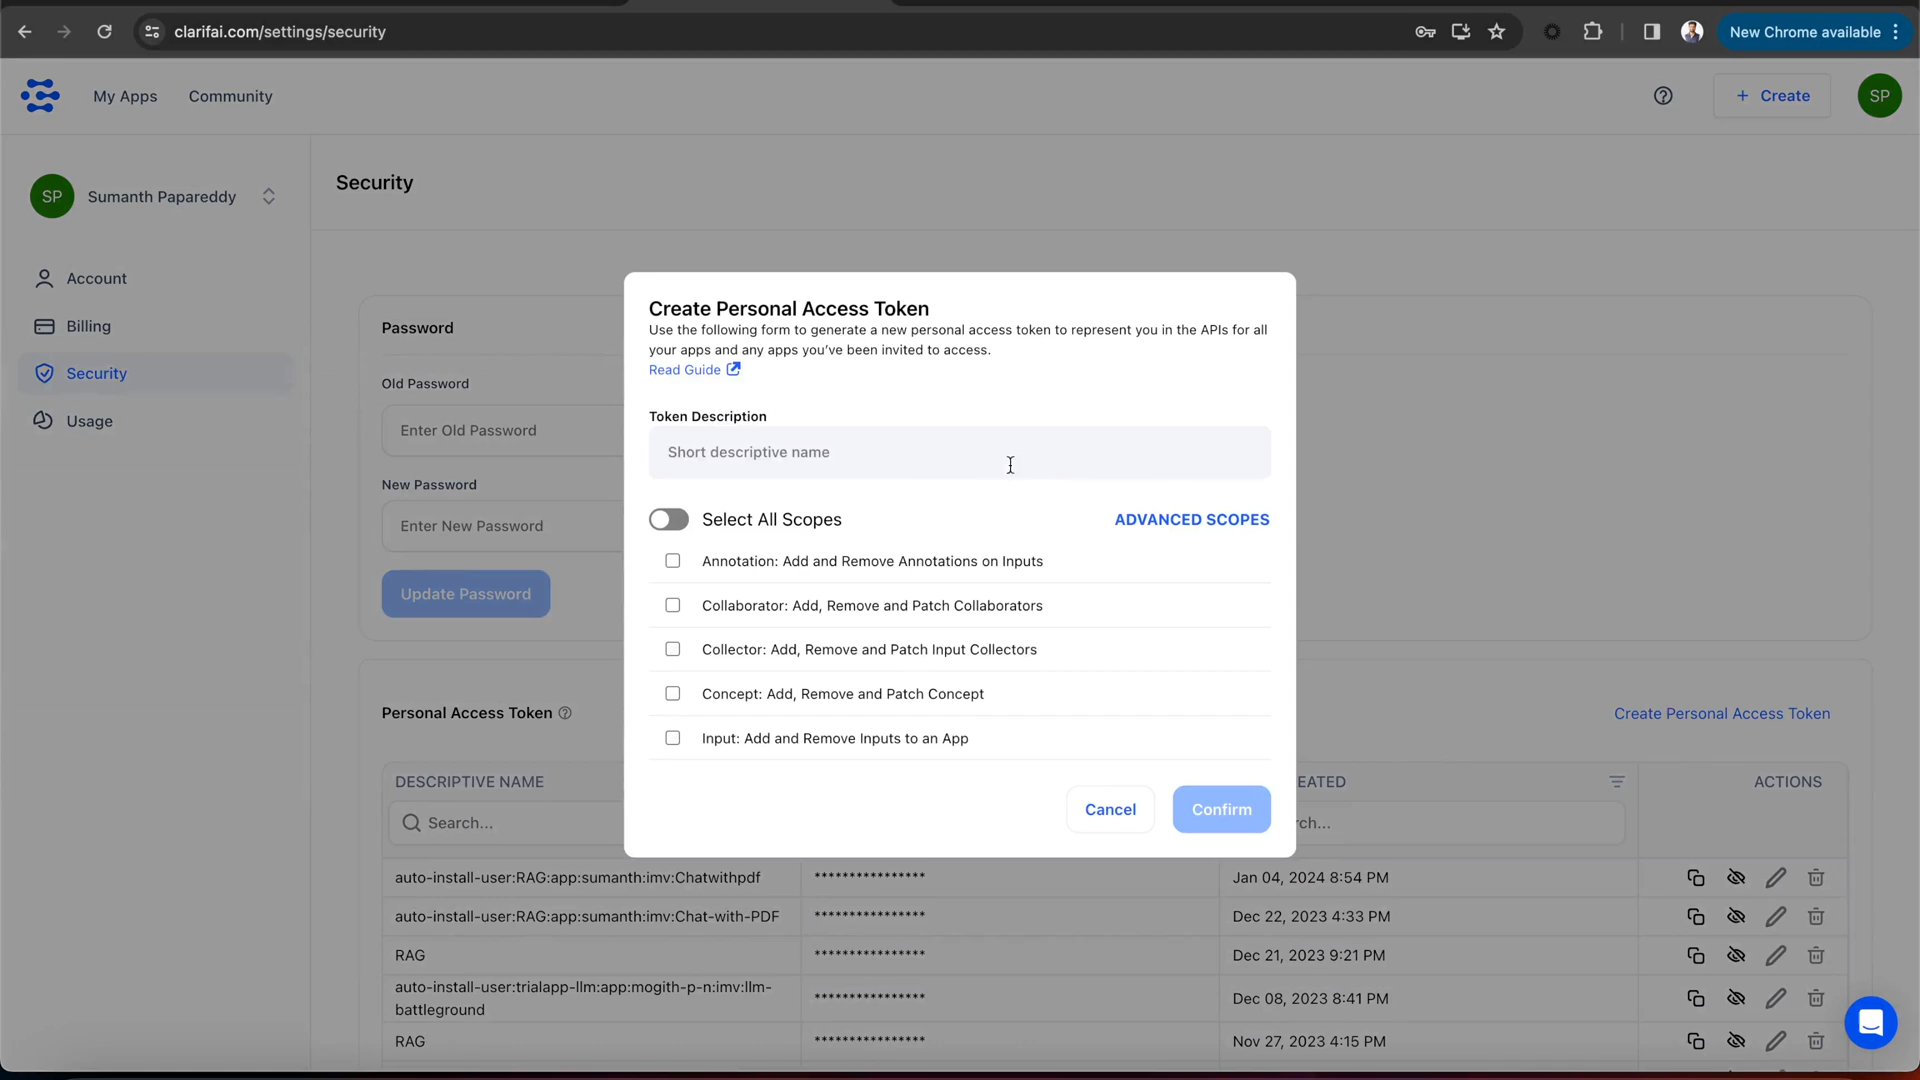 clarifai.com/settings/security
New Chrome available
My Apps
Community
+ Create
SP
SP
Sumanth Papareddy
Account
Billing
Security
Usage
Security
Password
Old Password
Enter Old Password
New Password
Enter New Password
Update Password
Create Personal Access Token
Use the following form to generate a new personal access token to represent you in the APIs for all
your apps and any apps you've been invited to access.
Read Guide
Token Description
Short descriptive name
Select All Scopes
ADVANCED SCOPES
Annotation: Add and Remove Annotations on Inputs
Collaborator: Add, Remove and Patch Collaborators
Collector: Add, Remove and Patch Input Collectors
Concept: Add, Remove and Patch Concept
Input: Add and Remove Inputs to an App
Cancel
Confirm
Personal Access Token
Create Personal Access Token
DESCRIPTIVE NAME
EATED
ACTIONS
Search...
rch...
auto-install-user:RAG:app:sumanth:imv:Chatwithpdf
****************
Jan 04, 2024 8:54 PM
auto-install-user:RAG:app:sumanth:imv:Chat-with-PDF
****************
Dec 22, 2023 4:33 PM
RAG
****************
Dec 21, 2023 9:21 PM
auto-install-user:trialapp-llm:app:mogith-p-n:imv:llm-
battleground
****************
Dec 08, 2023 8:41 PM
RAG
****************
Nov 27, 2023 4:15 PM